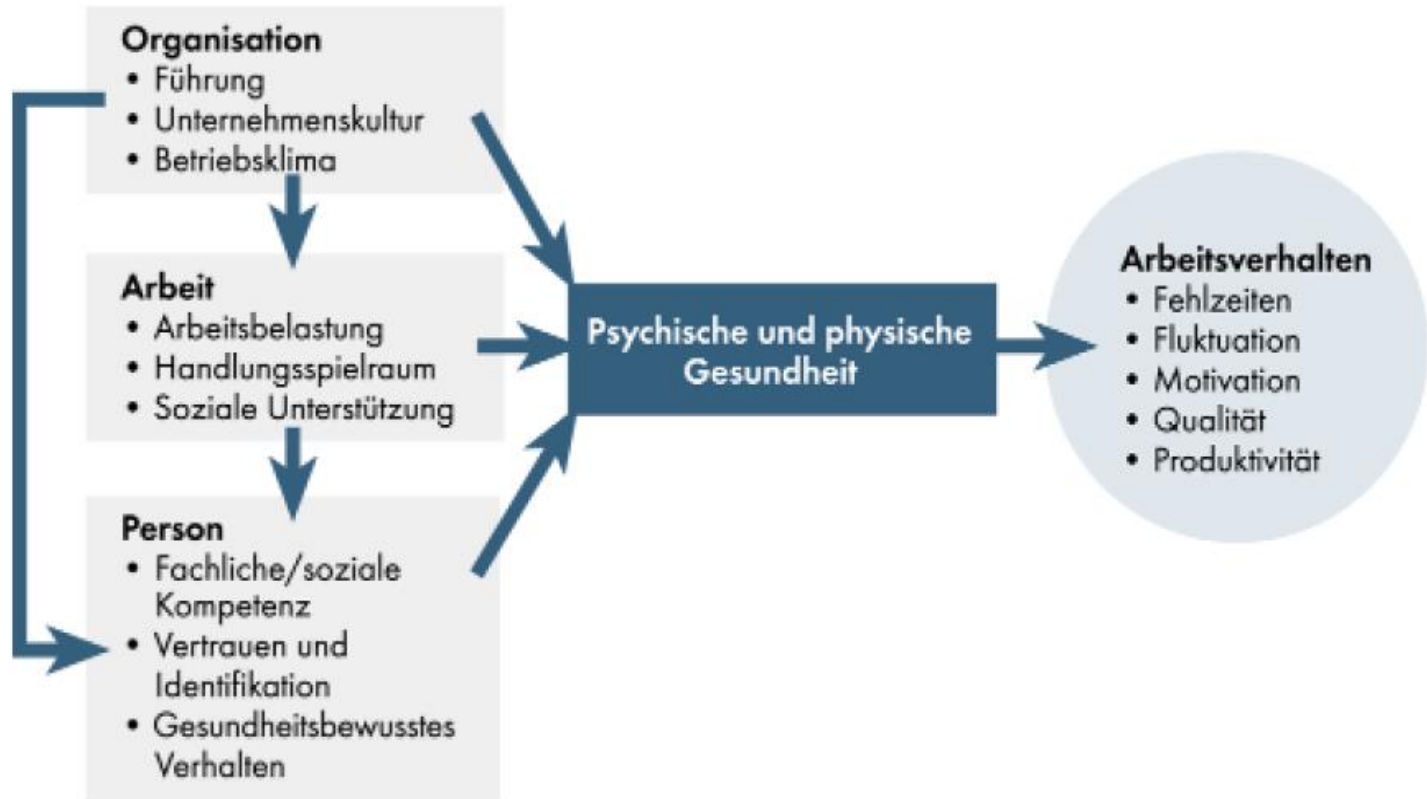 Organisation
• Führung
• Unternehmenskultur
• Betriebsklima
Arbeit
• Arbeitsbelastung
• Handlungsspielraum
• Soziale Unterstützung
Person
• Fachliche/soziale
Kompetenz
• Vertrauen und
Identifikation
• Gesundheitsbewusstes
Verhalten
Psychische und physische
Gesundheit
Arbeitsverhalten
• Fehlzeiten
• Fluktuation
• Motivation
• Qualität
• Produktivität